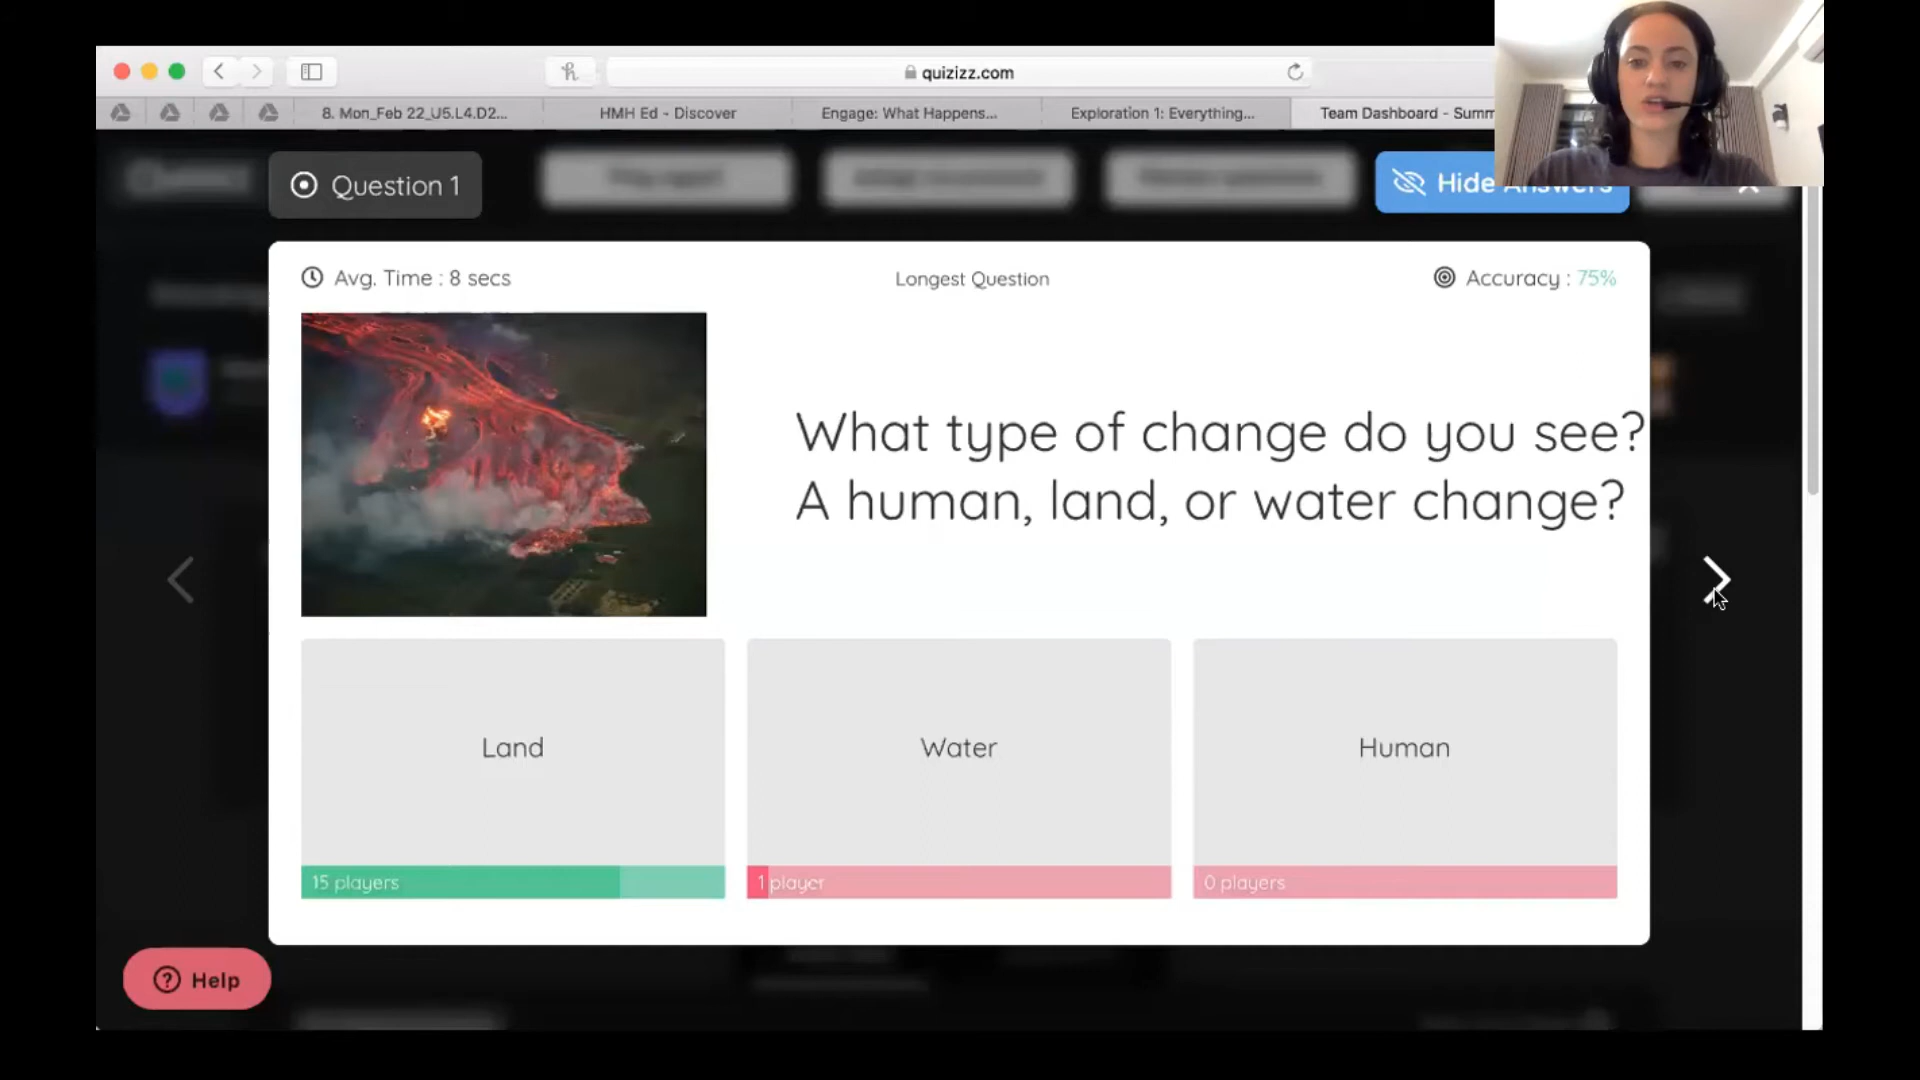 quizizz.com
8. Mon_Feb 22_U5.L4.D2...
HMH Ed - Discover
Engage: What Happens...
Exploration 1: Everything...
Team Dashboard - Summ
Question 1
Hide Answers
Avg. Time : 8 secs
Longest Question
Accuracy : 75%
What type of change do you see?
A human, land, or water change?
Land
Water
Human
15 players
1 player
0 players
Help